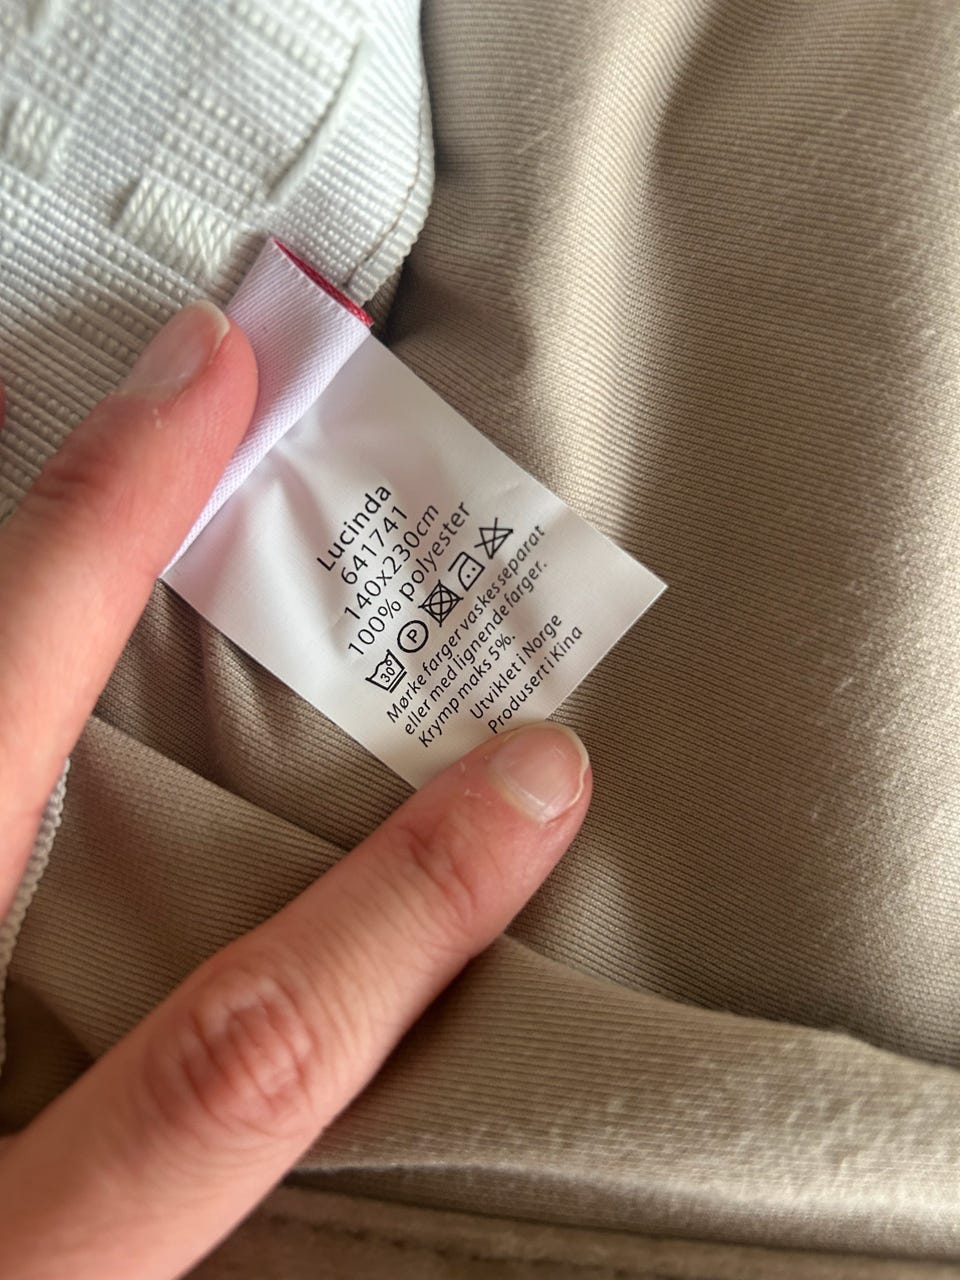 Lucinda
641741
140x230cm
100% polyester
30 P
Mørke farger vaskes separat
eller med lignende farger.
Krymp maks 5%.
Utviklet i Norge
Produsert i Kina